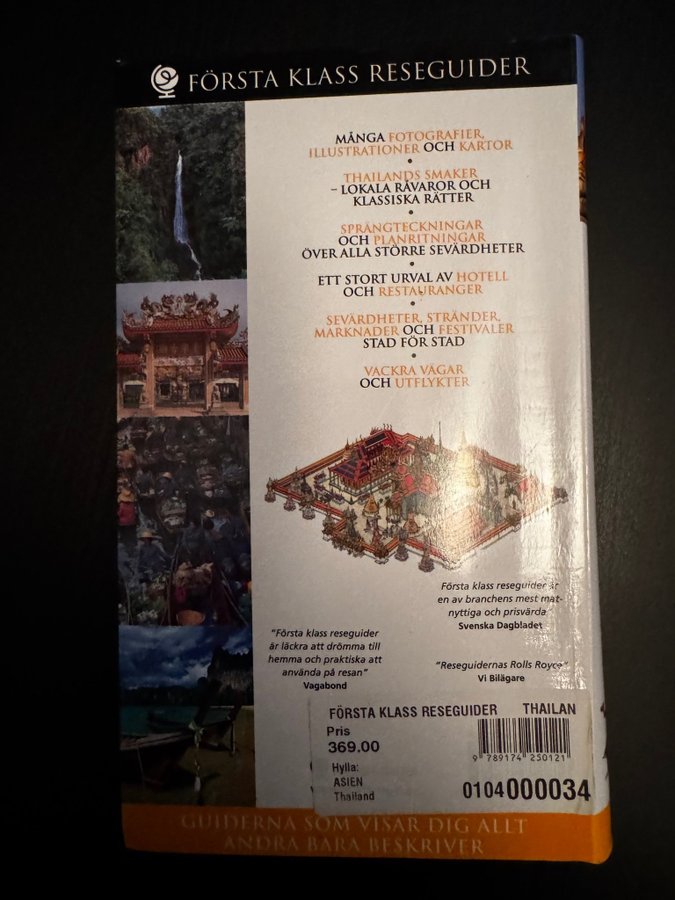 FÖRSTA KLASS RESEGUIDER
MÅNGA FOTOGRAFIER,
ILLUSTRATIONER OCH KARTOR
•
THAILANDS SMAKER
– LOKALA RÅVAROR OCH
KLASSISKA RÄTTER
•
SPRÄNGTECKNINGAR
OCH PLANRITNINGAR
ÖVER ALLA STÖRRE SEVÄRDHETER
•
ETT STORT URVAL AV HOTELL
OCH RESTAURANGER
•
SEVÄRDHETER, STRÄNDER,
MARKNADER OCH FESTIVALER
STAD FÖR STAD
•
VACKRA VÄGAR
OCH UTFLYKTER
Första klass reseguider är
en av branchens mest mat-
nyttiga och prisvärda"
Svenska Dagbladet
"Första klass reseguider
är läckra att drömma till
hemma och praktiska att
använda på resan"
Vagabond
"Reseguidernas Rolls Royce"
Vi Bilägare
FÖRSTA KLASS RESEGUIDER THAILAN
Pris
369.00
Hylla:
ASIEN
Thailand
9 789174 250121
0104000034
GUIDERNA SOM VISAR DIG ALLT
ANDRA BARA BESKRIVER